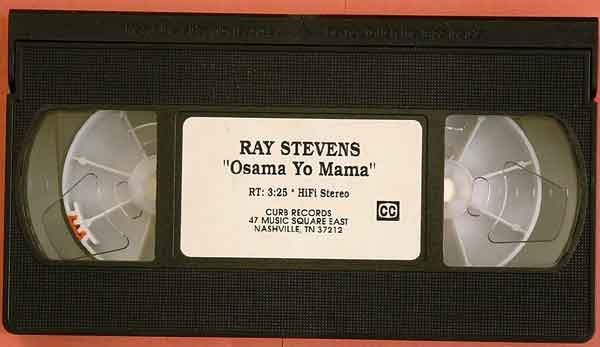 RAY STEVENS
"Osama Yo Mama"
RT: 3:25 * HiFi Stereo
CURB RECORDS
47 MUSIC SQUARE EAST
NASHVILLE, TN 37212
CC